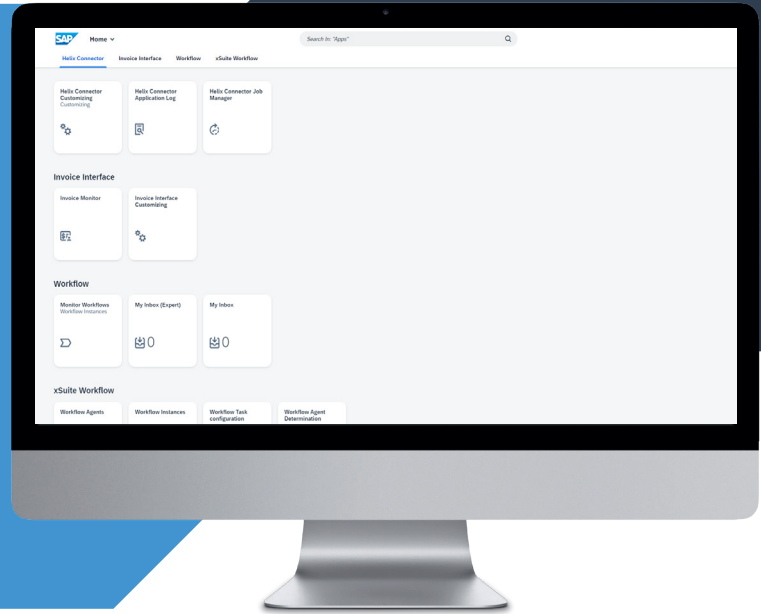 SAP Home
Search In: "Apps"
Helix Connector Invoice Interface Workflow xSuite Workflow
Helix Connector
Customizing
Customizing
Helix Connector
Application Log
Helix Connector Job
Manager
Invoice Interface
Invoice Monitor
Invoice Interface
Customizing
Workflow
Monitor Workflows
Workflow Instances
My Inbox (Expert)
0
My Inbox
0
xSuite Workflow
Workflow Agents
Workflow Instances
Workflow Task
configuration
Workflow Agent
Determination